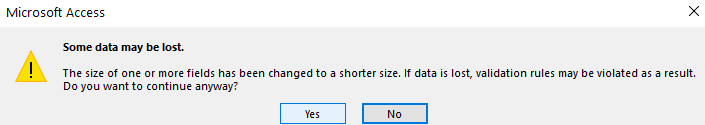 Microsoft Access
Some data may be lost.
The size of one or more fields has been changed to a shorter size. If data is lost, validation rules may be violated as a result.
Do you want to continue anyway?
Yes No